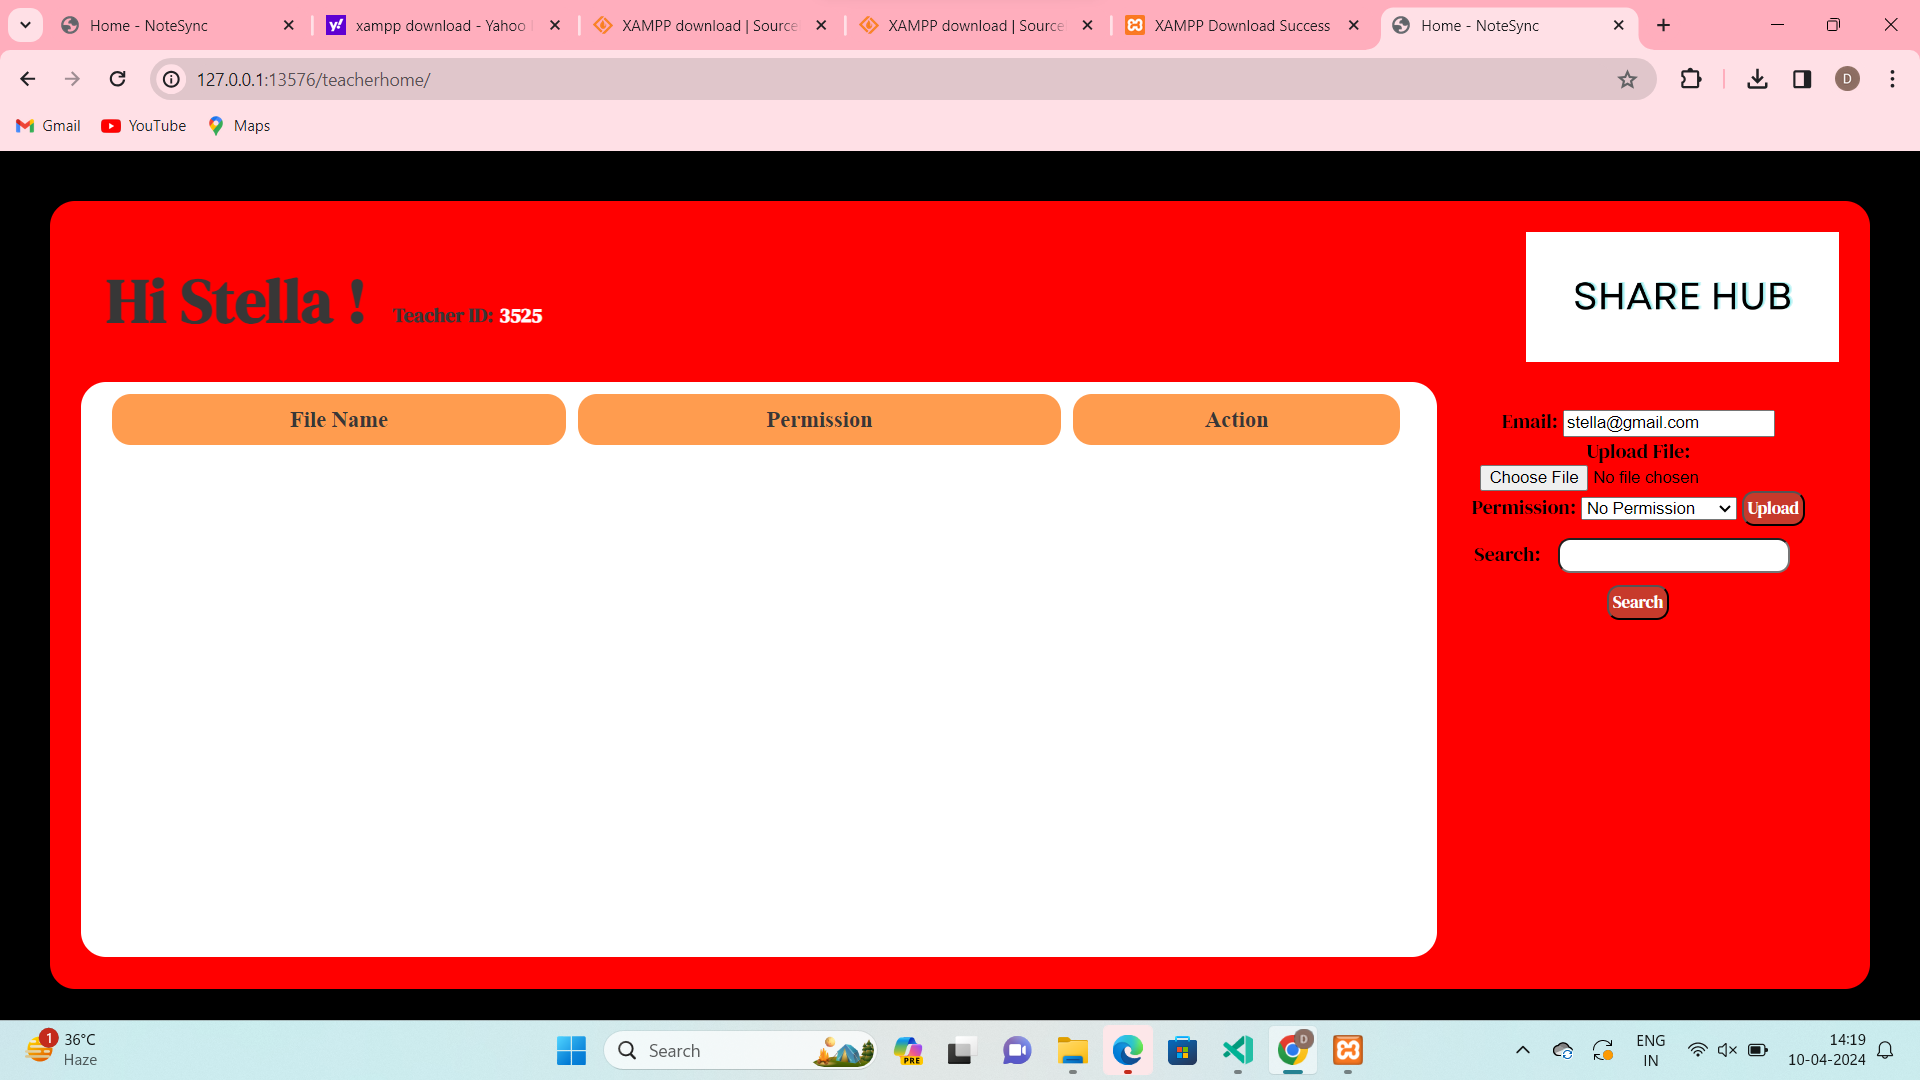 Home - NoteSync
xampp download - Yahoo
XAMPP download | Source
XAMPP download | Source
XAMPP Download Success
Home - NoteSync
127.0.0.1:13576/teacherhome/
D
Gmail
YouTube
Maps
Hi Stella !
Teacher ID: 3525
SHARE HUB
File Name
Permission
Action
Email: stella@gmail.com
Upload File:
Choose File No file chosen
Permission: No Permission Upload
Search:
Search
1
36°C
Haze
Search
PRE
D
ENG
IN
14:19
10-04-2024